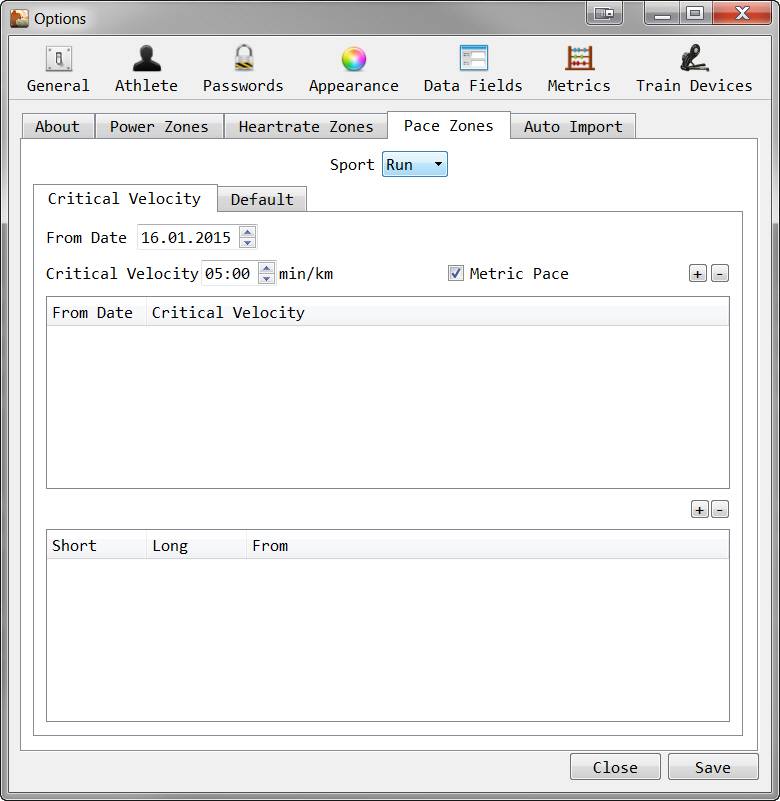 Options
General Athlete Passwords Appearance Data Fields Metrics Train Devices
About Power Zones Heartrate Zones Pace Zones Auto Import
Sport Run
Critical Velocity Default
From Date 16.01.2015
Critical Velocity 05:00 min/km Metric Pace + -
From Date Critical Velocity
+ -
Short Long From
Close Save